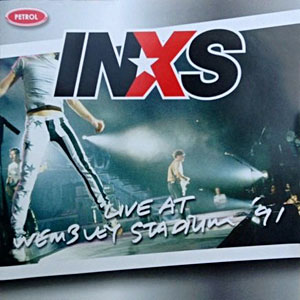 PETROL
INXS
LIVE AT
WEMBLEY STADIUM '91